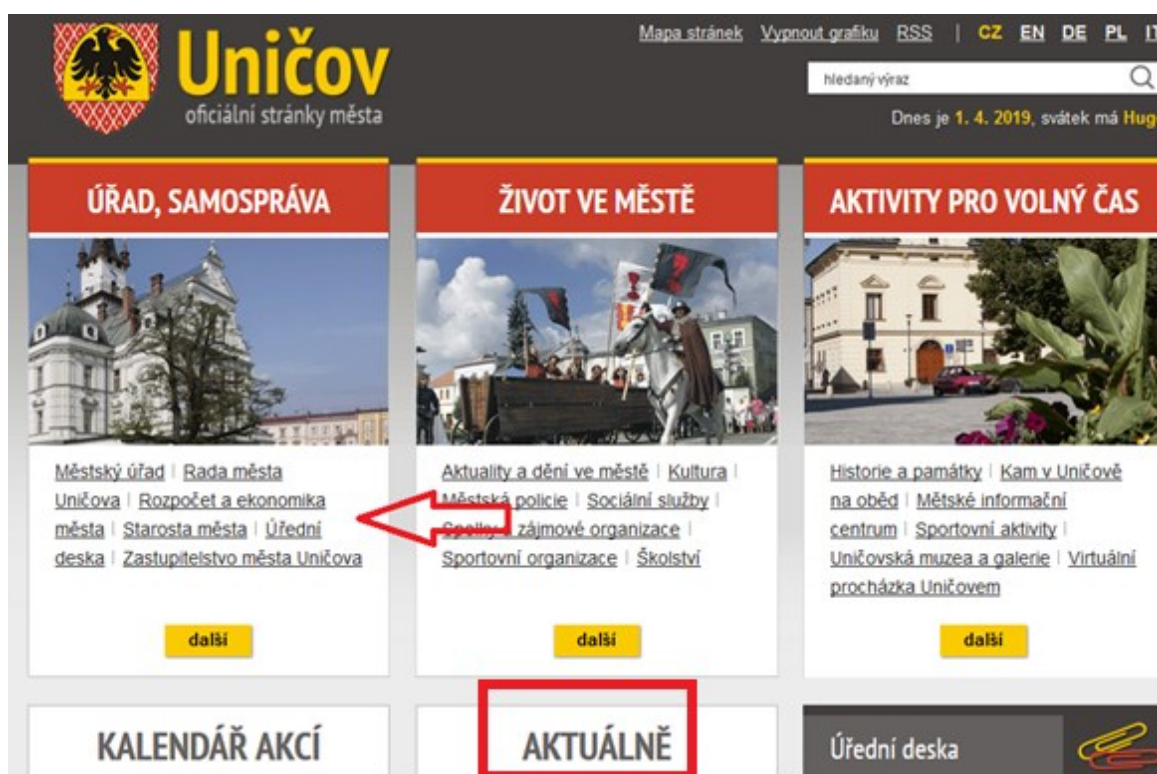 Mapa stránek Vypnout grafiku RSS | CZ EN DE PL IT
Uničov
oficiální stránky města
hledaný výraz
Dnes je 1. 4. 2019, svátek má Hugo
ÚŘAD, SAMOSPRÁVA
Městský úřad | Rada města
Uničova | Rozpočet a ekonomika
města | Starosta města | Úřední
deska | Zastupitelstvo města Uničova
další
ŽIVOT VE MĚSTĚ
Aktuality a dění ve městě | Kultura |
Městská policie | Sociální služby |
Spolky a zájmové organizace |
Sportovní organizace | Školství
další
AKTIVITY PRO VOLNÝ ČAS
Historie a památky | Kam v Uničově
na oběd | Mětské informační
centrum | Sportovní aktivity |
Uničovská muzea a galerie | Virtuální
procházka Uničovem
další
KALENDÁŘ AKCÍ
AKTUÁLNĚ
Úřední deska